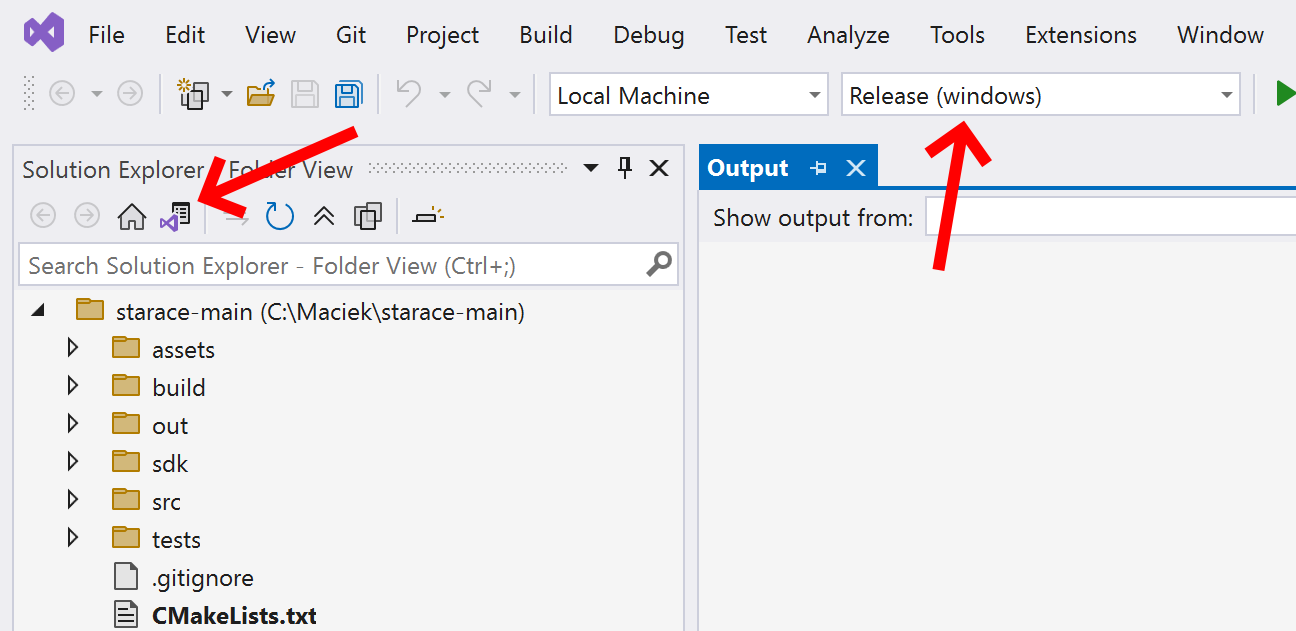 File Edit View Git Project Build Debug Test Analyze Tools Extensions Window
Local Machine Release (windows)
Solution Explorer - Folder View
Output
Show output from:
Search Solution Explorer - Folder View (Ctrl+;)
starace-main (C:\Maciek\starace-main)
assets
build
out
sdk
src
tests
.gitignore
CMakeLists.txt